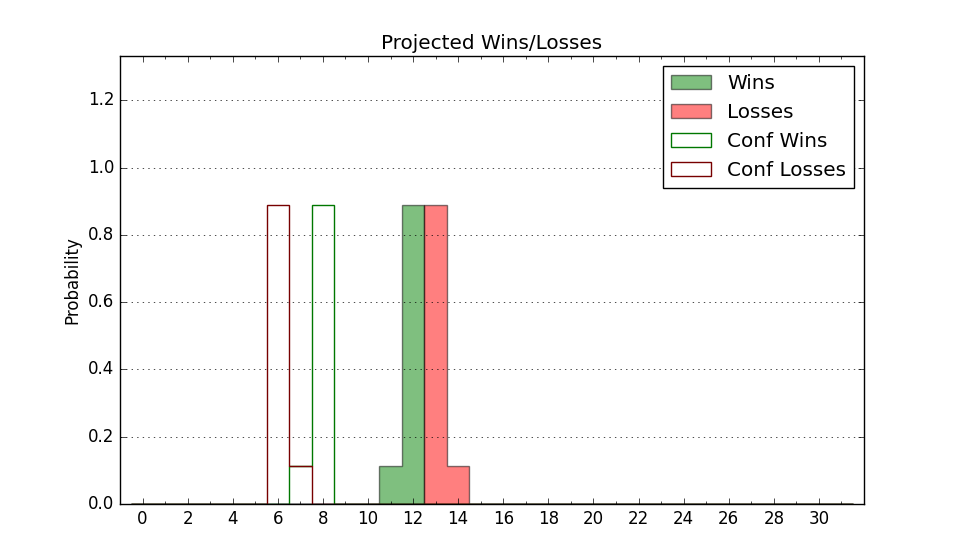 Projected Wins/Losses
Wins
Losses
Conf Wins
Conf Losses
Probability
1.2
1.0
0.8
0.6
0.4
0.2
0.0
0 2 4 6 8 10 12 14 16 18 20 22 24 26 28 30